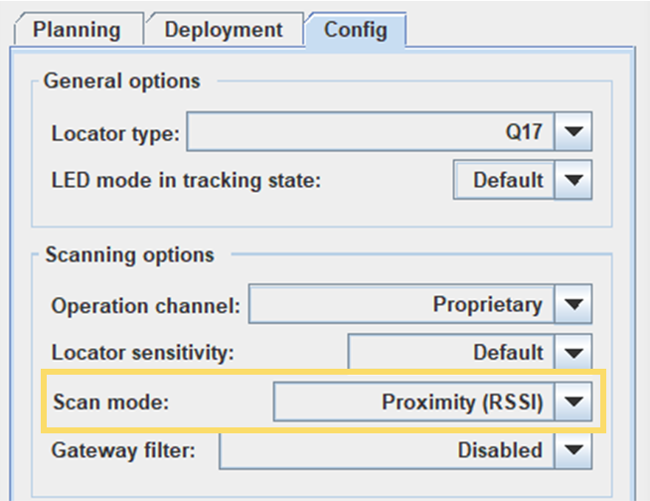 Planning Deployment Config
General options
Locator type: Q17
LED mode in tracking state: Default
Scanning options
Operation channel: Proprietary
Locator sensitivity: Default
Scan mode: Proximity (RSSI)
Gateway filter: Disabled